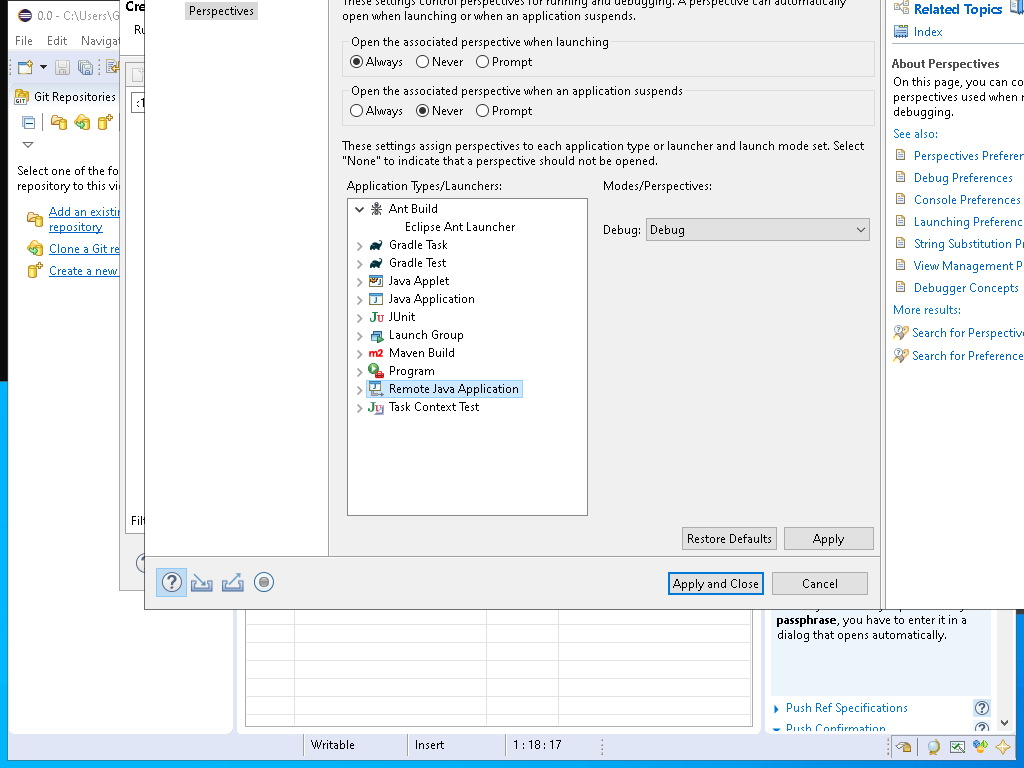 0.0 - C:\Users\G
File Edit Navigat
Git Repositories
Select one of the fo
repository to this vi
Add an existin
repository
Clone a Git re
Create a new
Cre
Ru
:1
Filt
Perspectives
These settings control perspectives for running and debugging. A perspective can automatically
open when launching or when an application suspends.
Open the associated perspective when launching
Always Never Prompt
Open the associated perspective when an application suspends
Always Never Prompt
These settings assign perspectives to each application type or launcher and launch mode set. Select
"None" to indicate that a perspective should not be opened.
Application Types/Launchers:
Modes/Perspectives:
Ant Build
Eclipse Ant Launcher
Gradle Task
Gradle Test
Java Applet
Java Application
JUnit
Launch Group
Maven Build
Program
Remote Java Application
Task Context Test
Debug: Debug
Restore Defaults
Apply
Apply and Close
Cancel
Related Topics
Index
About Perspectives
On this page, you can co
perspectives used when r
debugging.
See also:
Perspectives Preferen
Debug Preferences
Console Preferences
Launching Preferenc
String Substitution P
View Management P
Debugger Concepts
More results:
Search for Perspective
Search for Preference
passphrase, you have to enter it in a
dialog that opens automatically.
Push Ref Specifications
Push Confirmation
Writable
Insert
1 : 18 : 17